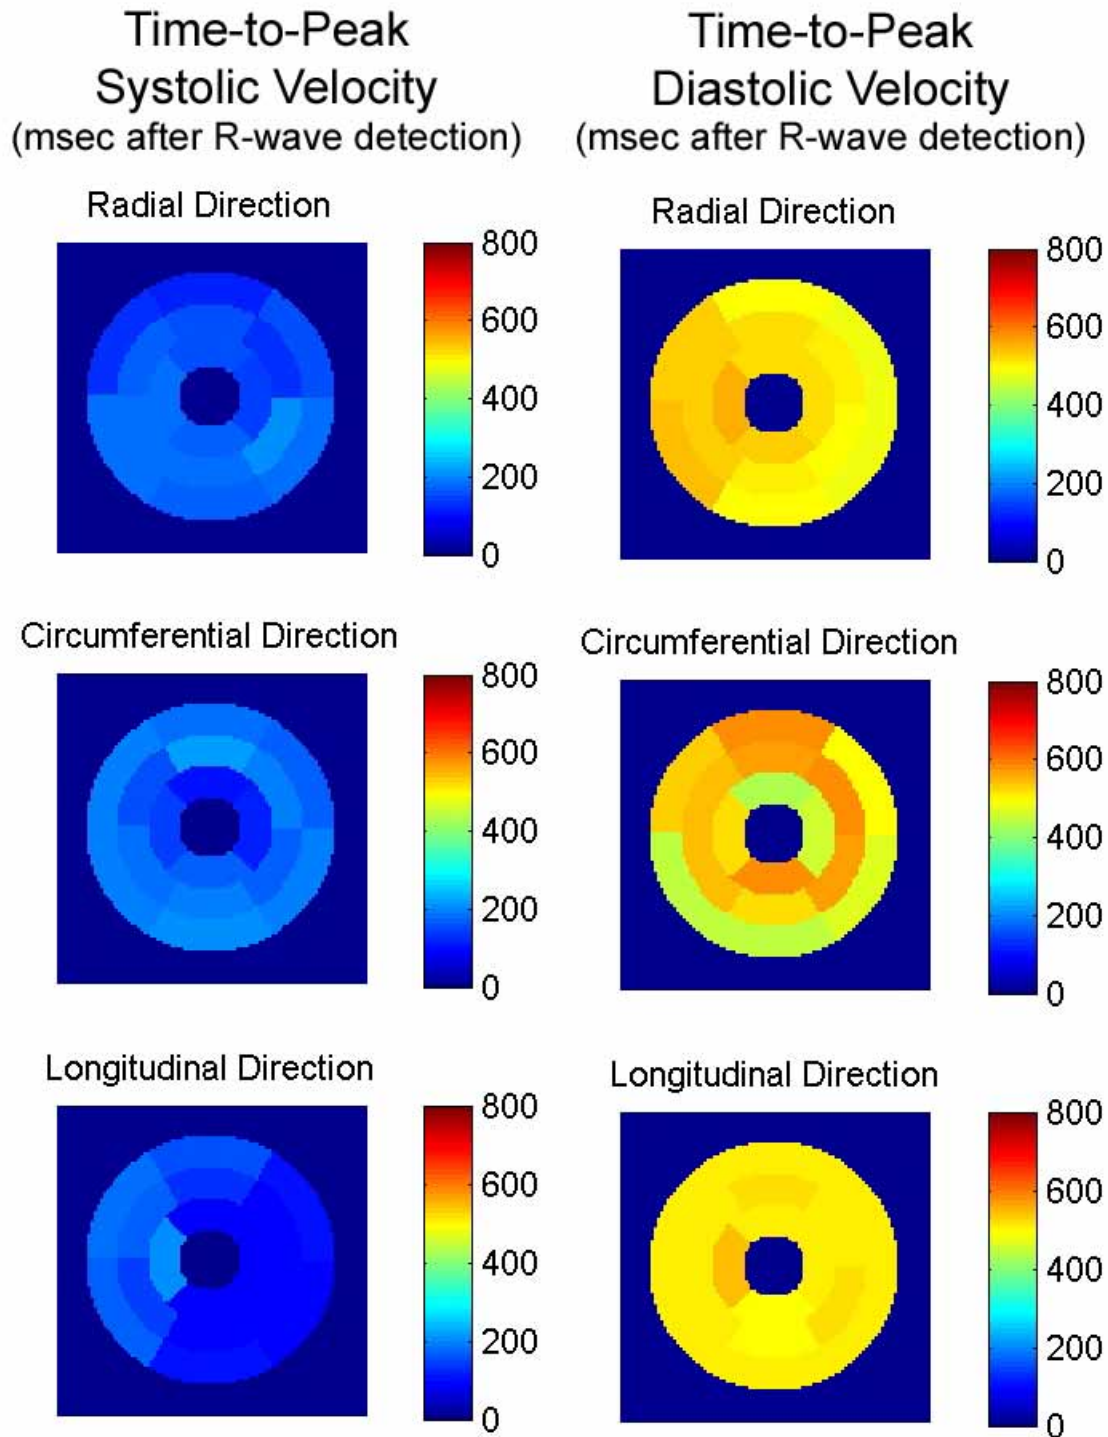 Time-to-Peak
Systolic Velocity
(msec after R-wave detection)
Time-to-Peak
Diastolic Velocity
(msec after R-wave detection)
Radial Direction
800
600
400
200
0
Radial Direction
800
600
400
200
0
Circumferential Direction
800
600
400
200
0
Circumferential Direction
800
600
400
200
0
Longitudinal Direction
800
600
400
200
0
Longitudinal Direction
800
600
400
200
0